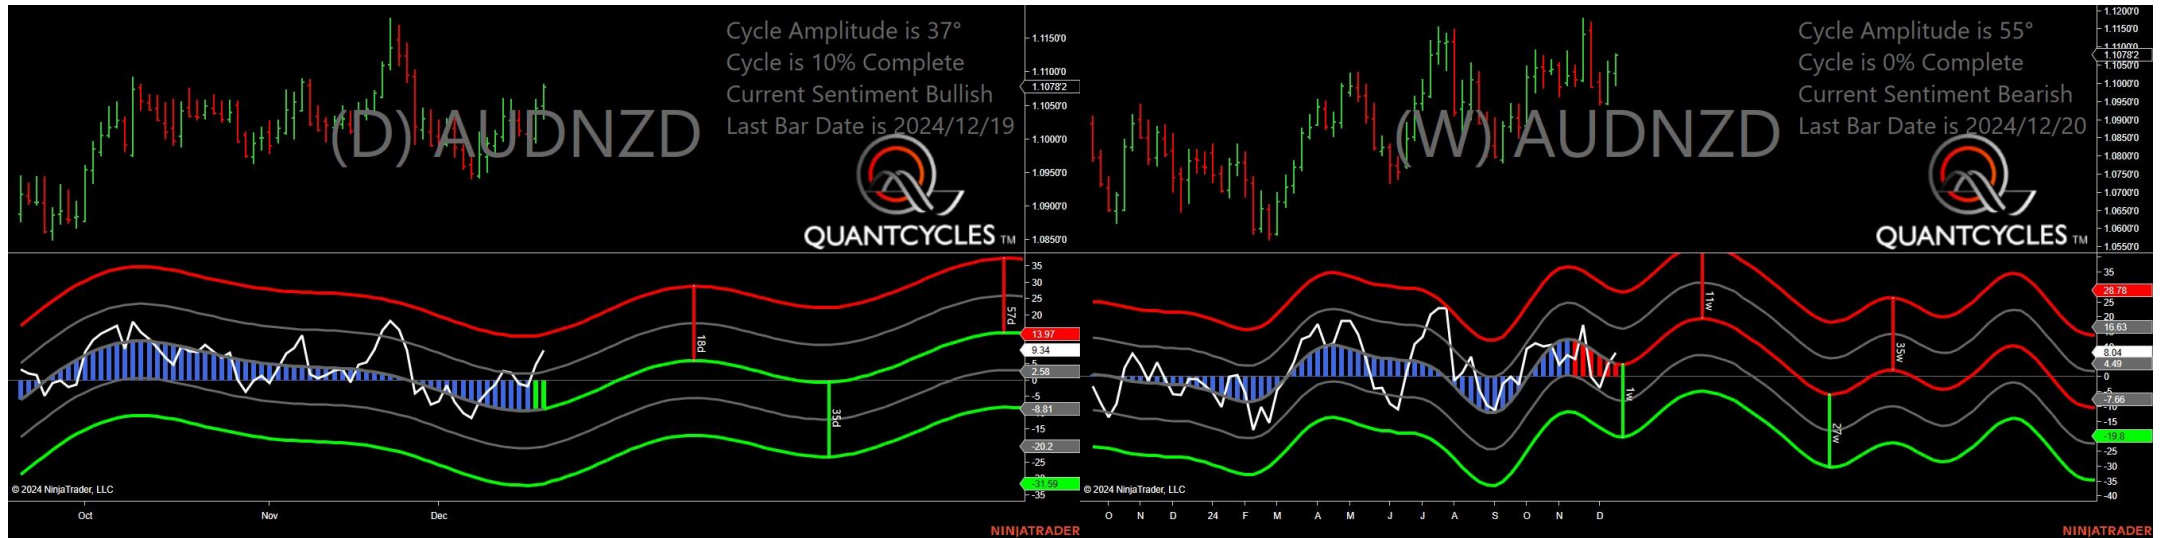 Cycle Amplitude is 37°
Cycle is 10% Complete
Current Sentiment Bullish
Last Bar Date is 2024/12/19
(D) AUDNZD
QUANTCYCLES TM
1.1150'0
1.1100'0
1.1078'2
1.1050'0
1.1000'0
1.0950'0
1.0900'0
1.0850'0
35
30
25
20
13.97
9.34
5
2.58
0
-5
-8.81
-15
-20.2
-25
-31.59
-35
18d
35d
57d
© 2024 NinjaTrader, LLC
Oct Nov Dec
NINJATRADER
Cycle Amplitude is 55°
Cycle is 0% Complete
Current Sentiment Bearish
Last Bar Date is 2024/12/20
(W) AUDNZD
QUANTCYCLES TM
1.1200'0
1.1150'0
1.1100'0
1.1078'2
1.1050'0
1.1000'0
1.0950'0
1.0900'0
1.0850'0
1.0800'0
1.0750'0
1.0700'0
1.0650'0
1.0600'0
1.0550'0
35
28.78
25
20
16.63
8.04
4.49
0
-5
-7.66
-10
-15
-19.8
-25
-30
-35
-40
1w
11w
27w
35w
© 2024 NinjaTrader, LLC
O N D 24 F M A M J J A S O N D
NINJATRADER